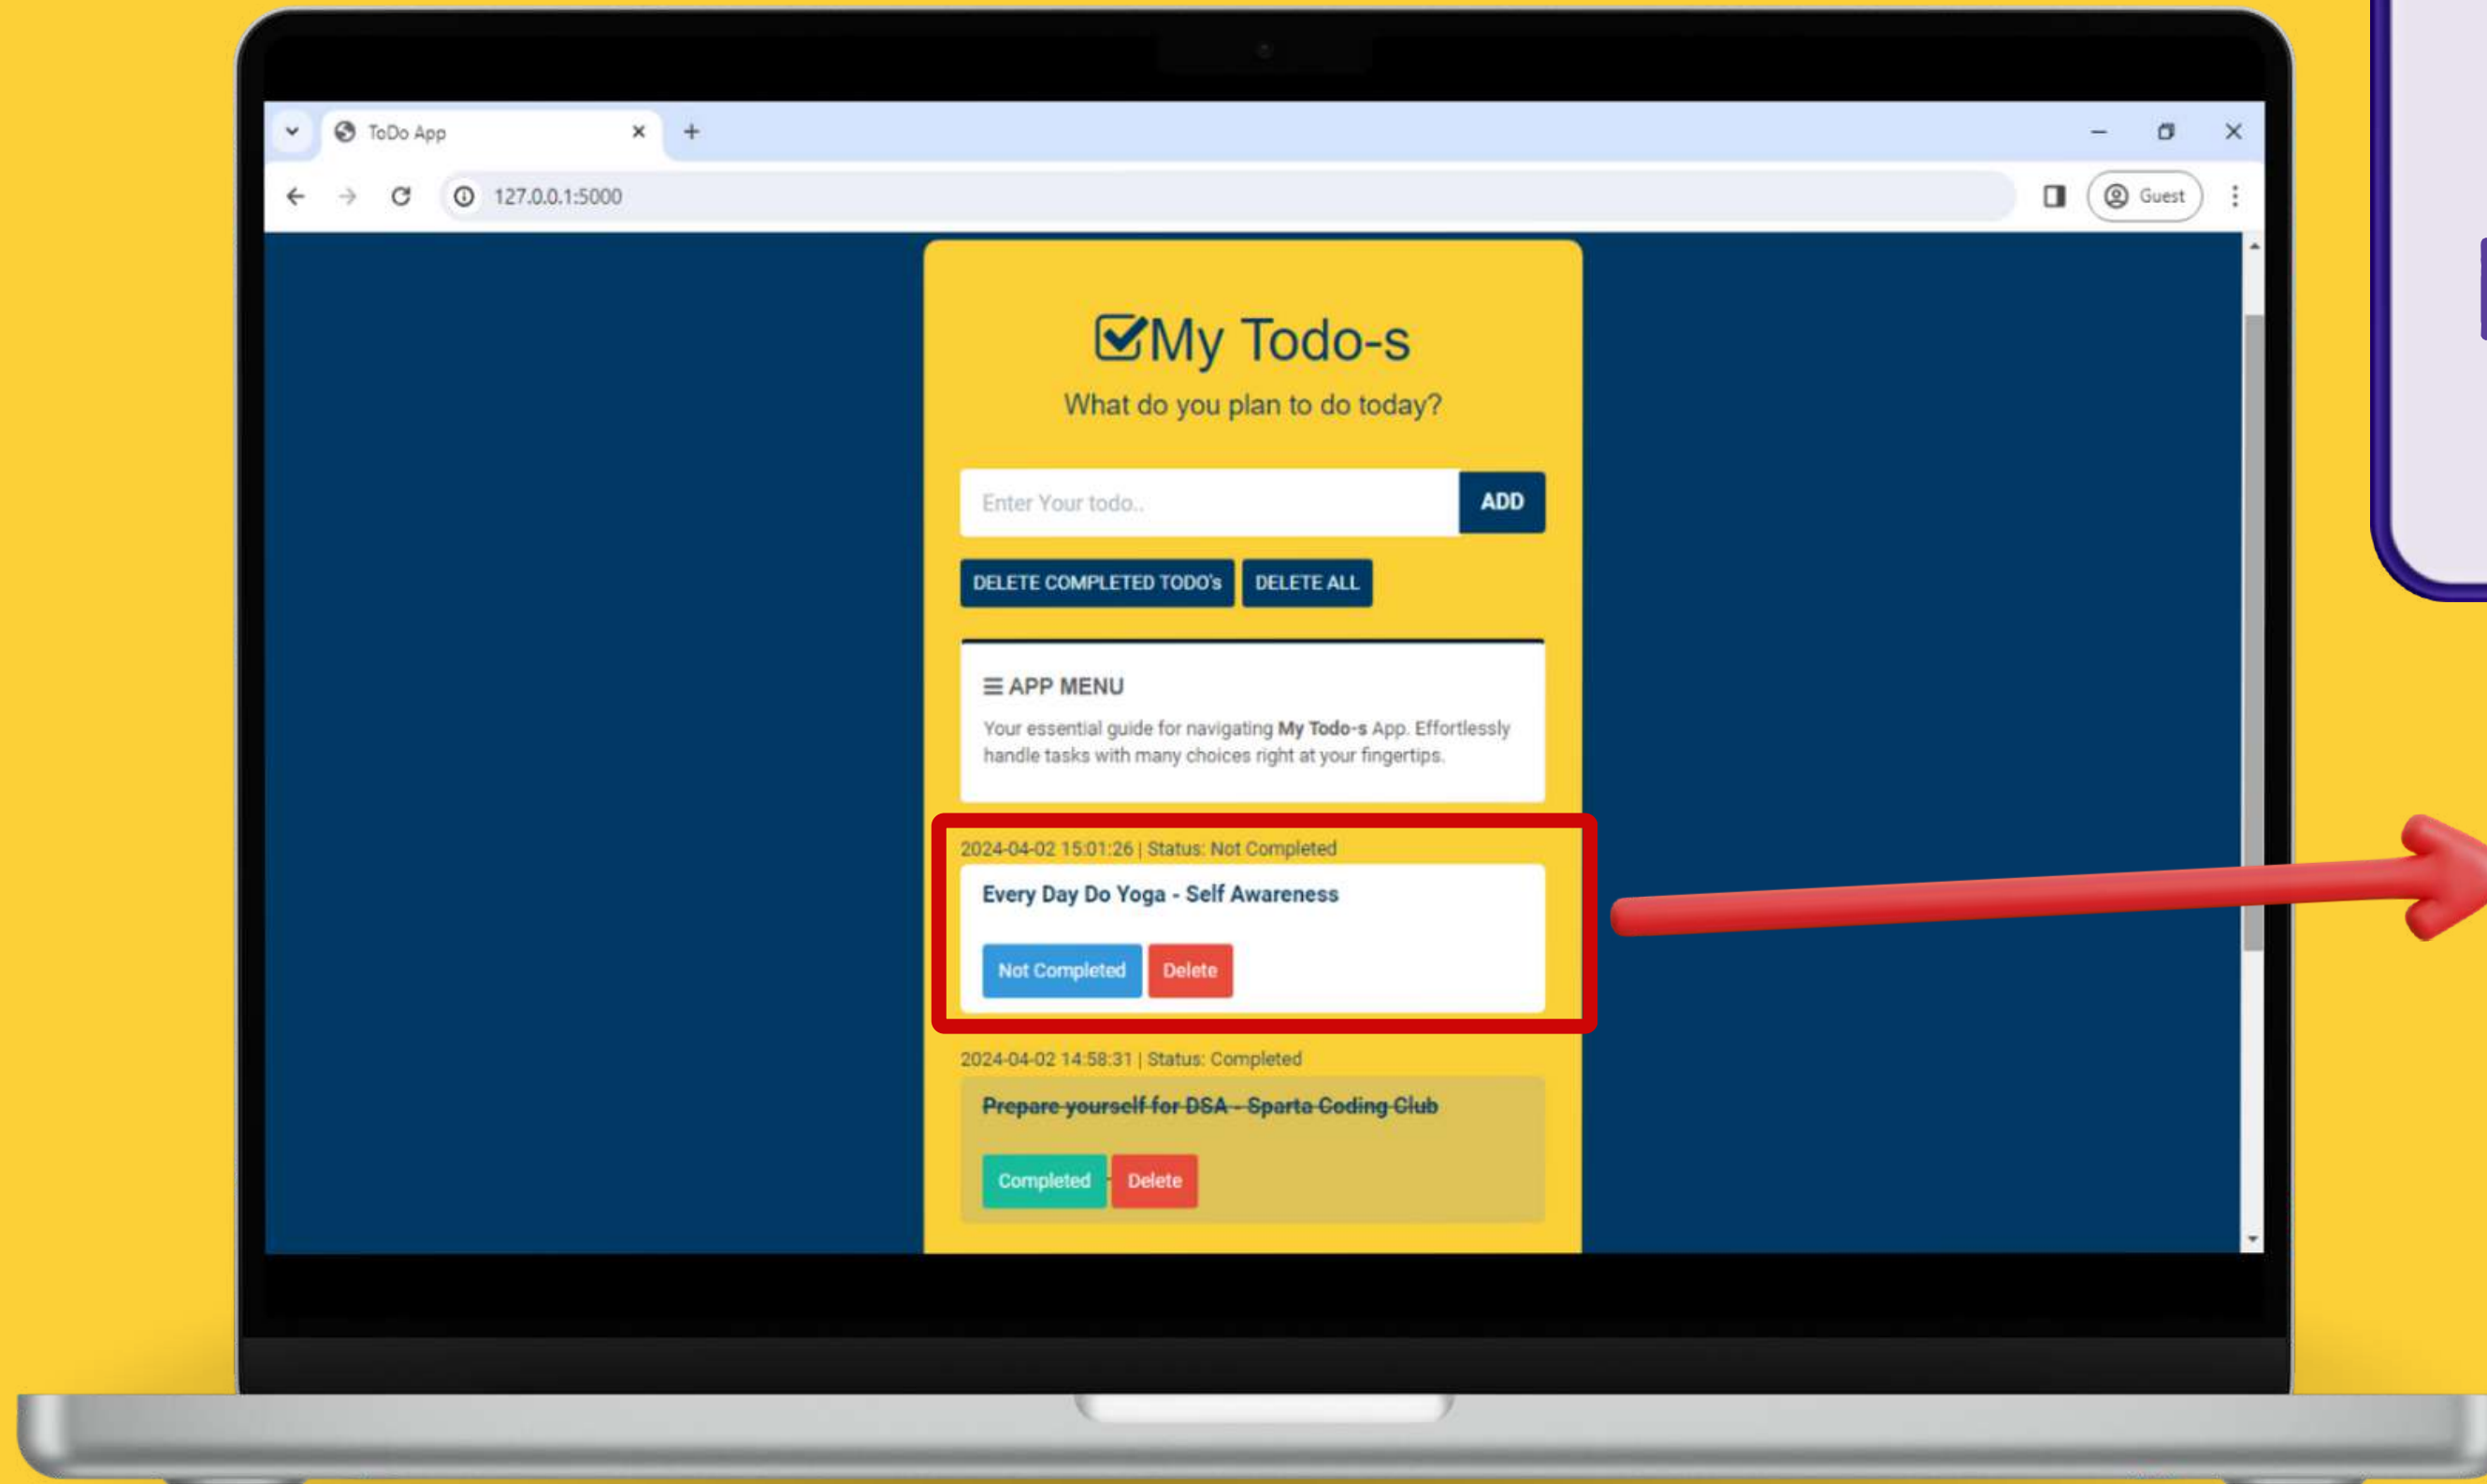 ToDo App
127.0.0.1:5000
Guest
My Todo-s
What do you plan to do today?
Enter Your todo..
ADD
DELETE COMPLETED TODO's
DELETE ALL
APP MENU
Your essential guide for navigating My Todo-s App. Effortlessly
handle tasks with many choices right at your fingertips.
2024-04-02 15:01:26 | Status: Not Completed
Every Day Do Yoga - Self Awareness
Not Completed
Delete
2024-04-02 14:58:31 | Status: Completed
Prepare yourself for DSA - Sparta Coding Club
Completed
Delete